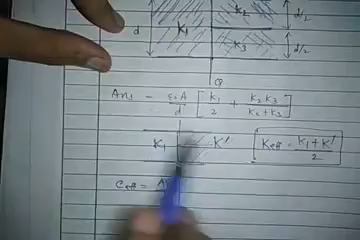 K₂ d/2
d K₁
K₃ d/2
Ans = ε₀A/d [ K₁/2 + K₂K₃/K₂+K₃ ]
K₁ K' Keff = K₁+K'/2
Ceff =